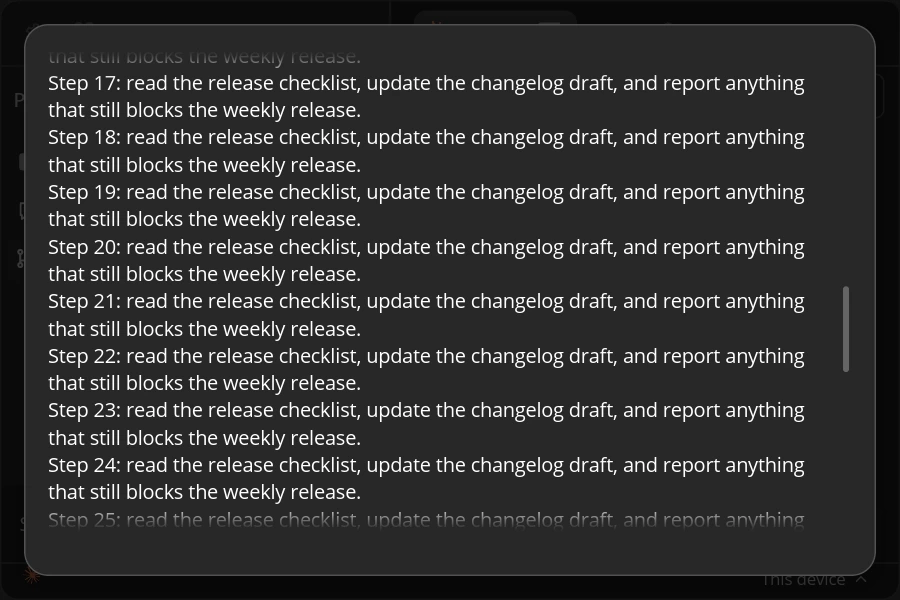 that still blocks the weekly release.
Step 17: read the release checklist, update the changelog draft, and report anything
that still blocks the weekly release.
Step 18: read the release checklist, update the changelog draft, and report anything
that still blocks the weekly release.
Step 19: read the release checklist, update the changelog draft, and report anything
that still blocks the weekly release.
Step 20: read the release checklist, update the changelog draft, and report anything
that still blocks the weekly release.
Step 21: read the release checklist, update the changelog draft, and report anything
that still blocks the weekly release.
Step 22: read the release checklist, update the changelog draft, and report anything
that still blocks the weekly release.
Step 23: read the release checklist, update the changelog draft, and report anything
that still blocks the weekly release.
Step 24: read the release checklist, update the changelog draft, and report anything
that still blocks the weekly release.
Step 25: read the release checklist, update the changelog draft, and report anything
This device